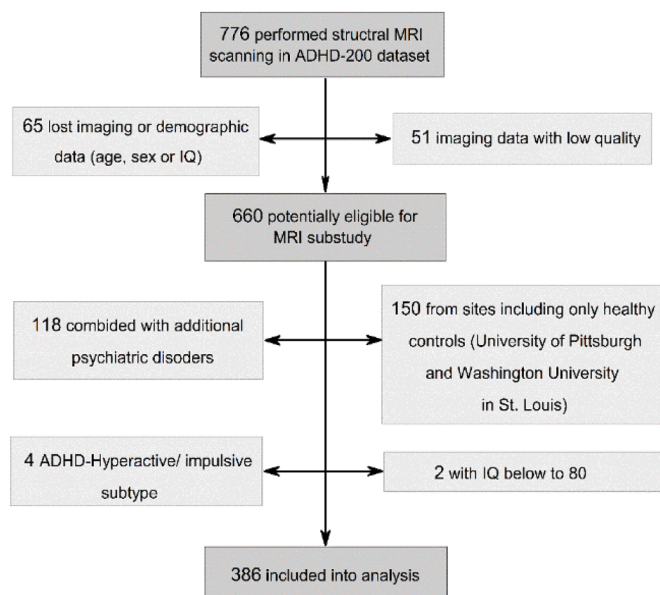 776 performed structral MRI
scanning in ADHD-200 dataset
65 lost imaging or demographic
data (age, sex or IQ)
51 imaging data with low quality
660 potentially eligible for
MRI substudy
118 combided with additional
psychiatric disoders
150 from sites including only healthy
controls (University of Pittsburgh
and Washington University
in St. Louis)
4 ADHD-Hyperactive/ impulsive
subtype
2 with IQ below to 80
386 included into analysis